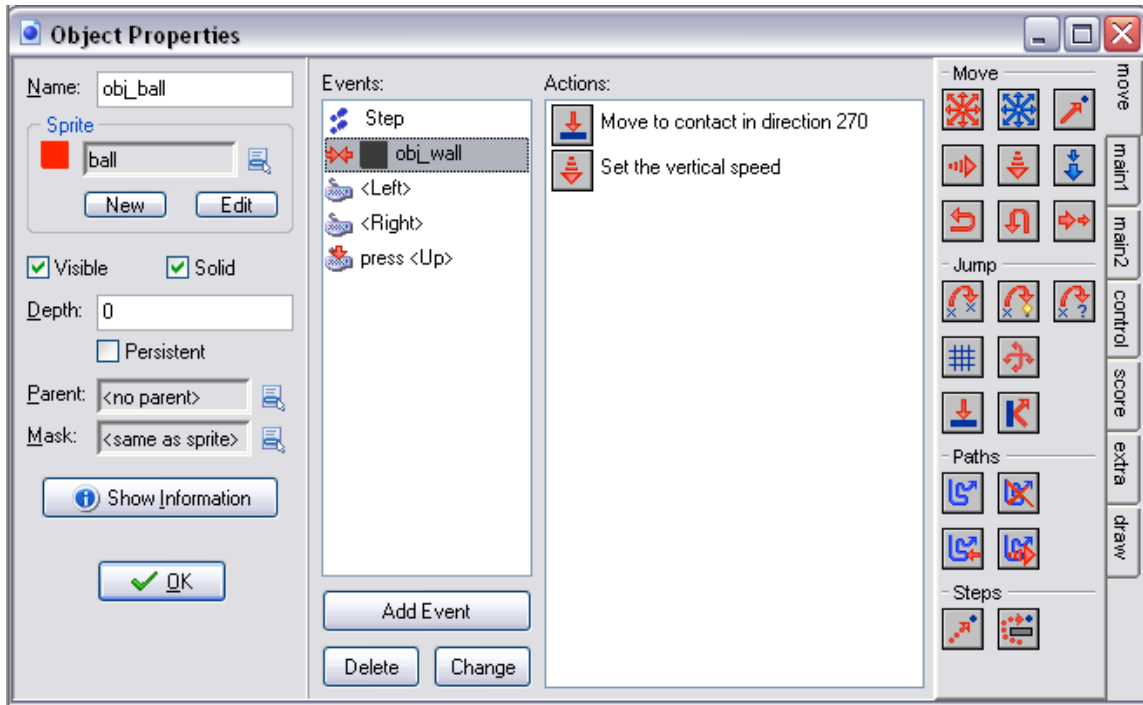 Object Properties
Name: obj_ball
Sprite
ball
New Edit
Visible Solid
Depth: 0
Persistent
Parent: <no parent>
Mask: <same as sprite>
Show Information
OK
Events:
Step
obj_wall
<Left>
<Right>
press <Up>
Add Event
Delete Change
Actions:
Move to contact in direction 270
Set the vertical speed
Move
Jump
Paths
Steps
move
main1
main2
control
score
extra
draw